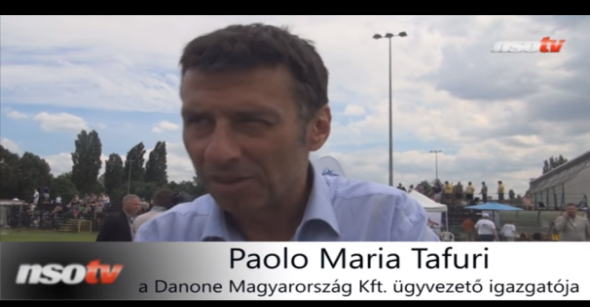 nsotv
Paolo Maria Tafuri
nsotv
a Danone Magyarország Kft. ügyvezető igazgatója